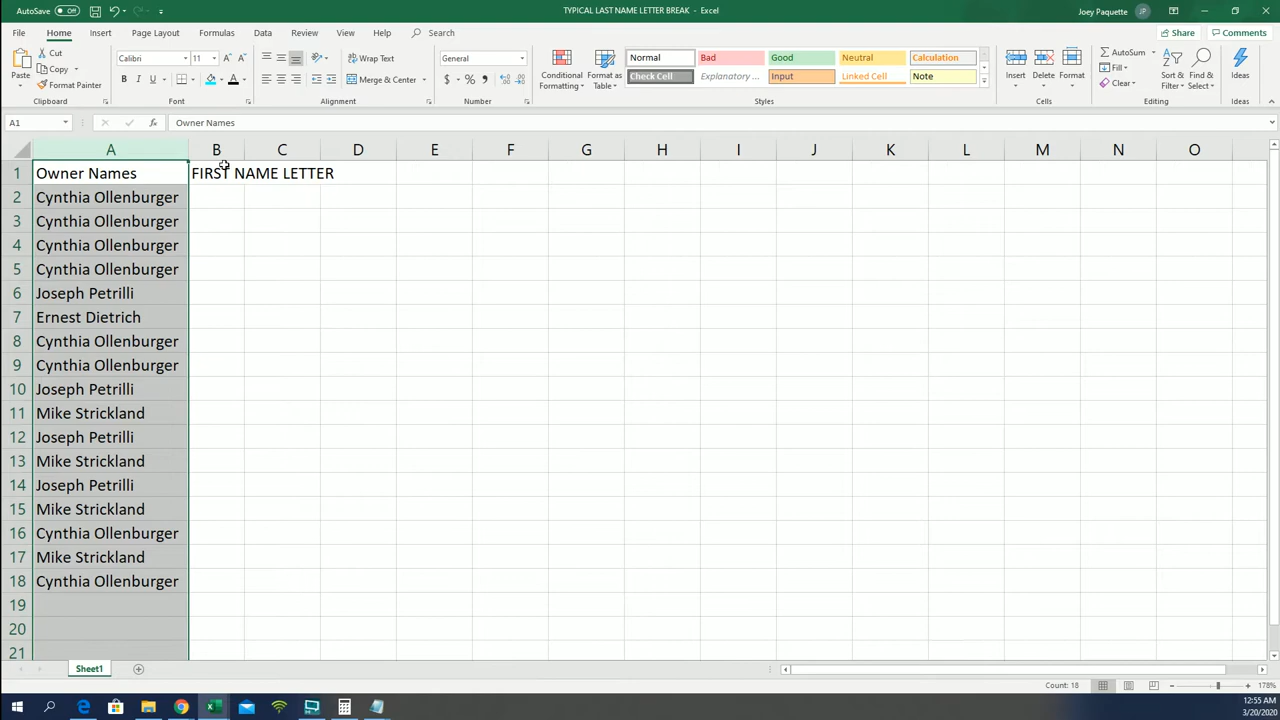 AutoSave Off
TYPICAL LAST NAME LETTER BREAK - Excel
Joey Paquette JF
File Home Insert Page Layout Formulas Data Review View Help Search
Share Comments
Paste
Cut
Copy
Format Painter
Clipboard
Calibri 11
B I U
Font
Wrap Text
Merge & Center
Alignment
General
$ % ,
Number
Conditional Formatting
Format as Table
Normal Bad Good Neutral Calculation
Check Cell Explanatory ... Input Linked Cell Note
Styles
Insert Delete Format
Cells
AutoSum
Fill
Clear
Sort & Filter
Find & Select
Editing
Ideas
Ideas
A1 fx Owner Names
A B C D E F G H I J K L M N O
1 Owner Names FIRST NAME LETTER
2 Cynthia Ollenburger
3 Cynthia Ollenburger
4 Cynthia Ollenburger
5 Cynthia Ollenburger
6 Joseph Petrilli
7 Ernest Dietrich
8 Cynthia Ollenburger
9 Cynthia Ollenburger
10 Joseph Petrilli
11 Mike Strickland
12 Joseph Petrilli
13 Mike Strickland
14 Joseph Petrilli
15 Mike Strickland
16 Cynthia Ollenburger
17 Mike Strickland
18 Cynthia Ollenburger
19
20
21
Sheet1
Count: 18 178%
12:55 AM
3/20/2020